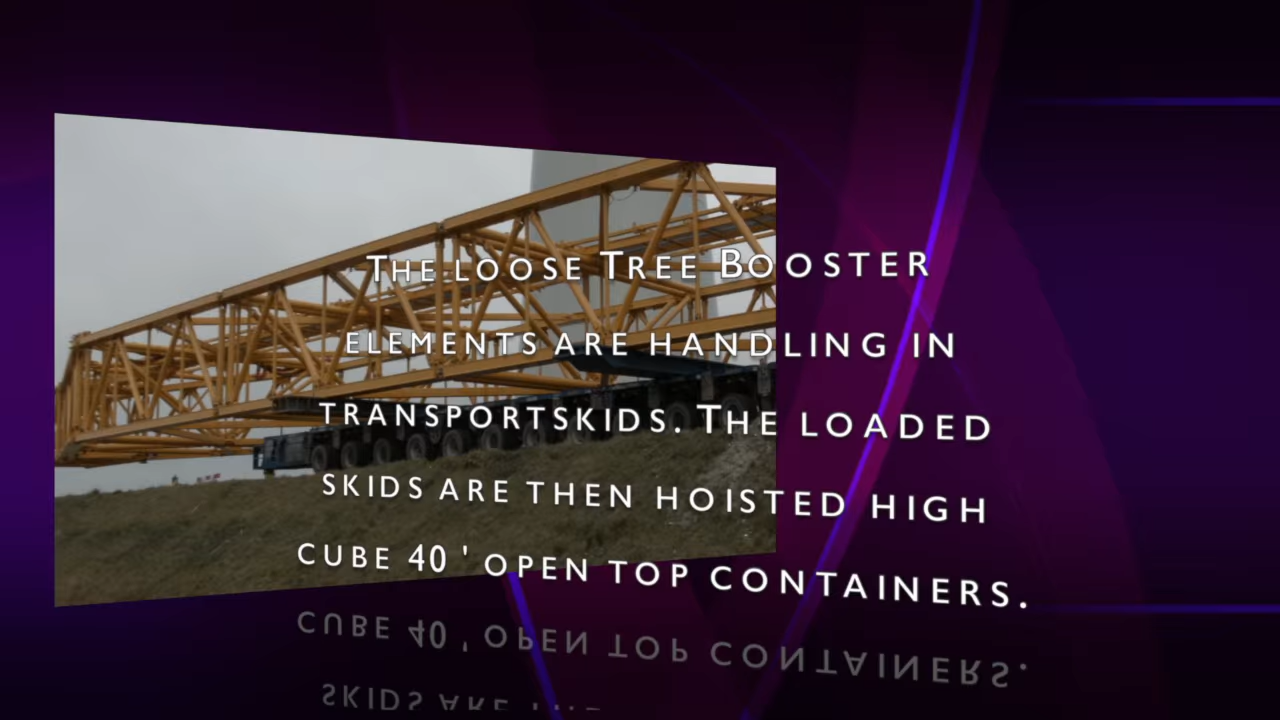 The loose Tree Booster
elements are handling in
transportskids. The loaded
skids are then hoisted high
cube 40 ' open top containers.